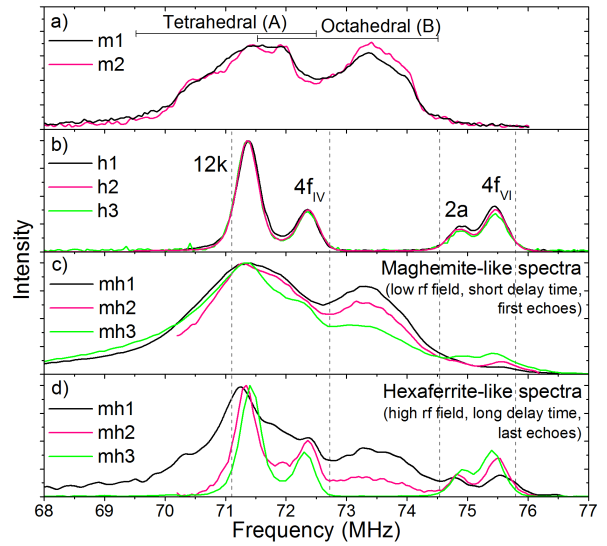 Tetrahedral (A)
Octahedral (B)
a)
m1
m2
b)
h1
h2
h3
12k
4fIV
2a
4fVI
c)
mh1
mh2
mh3
Maghemite-like spectra
(low rf field, short delay time,
first echoes)
d)
mh1
mh2
mh3
Hexaferrite-like spectra
(high rf field, long delay time,
last echoes)
Intensity
68 69 70 71 72 73 74 75 76 77
Frequency (MHz)